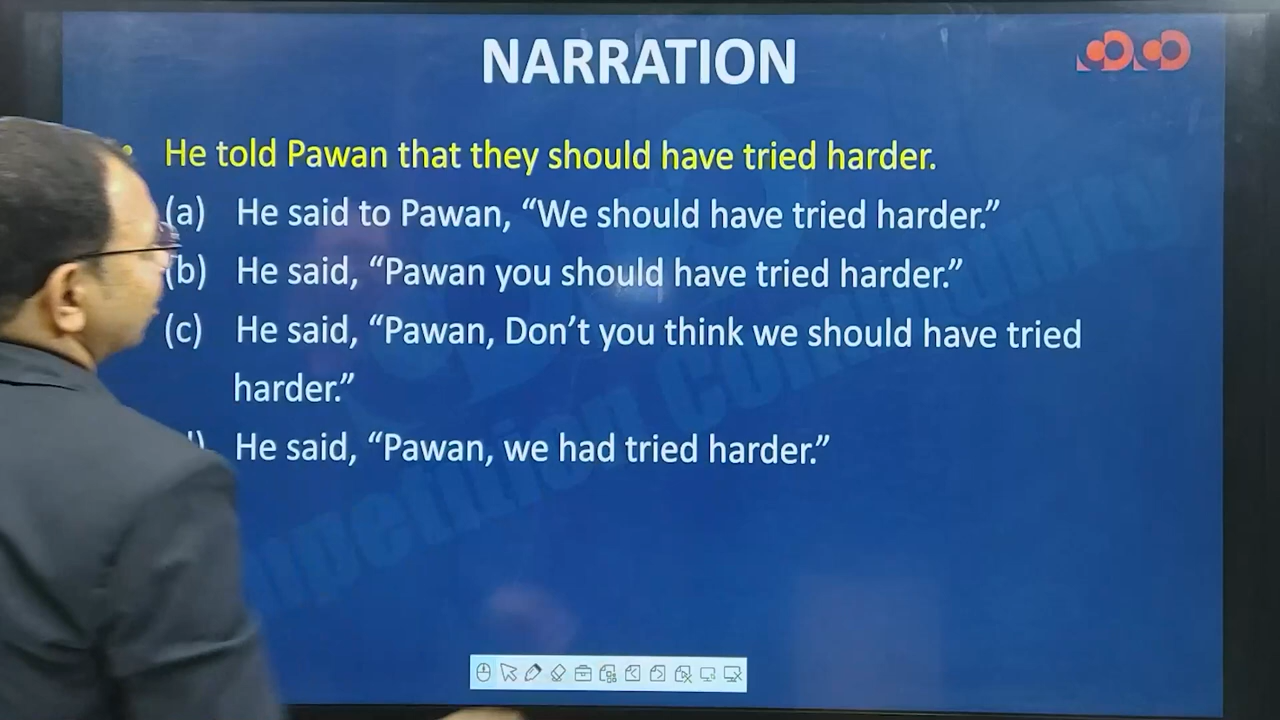 NARRATION
He told Pawan that they should have tried harder.
(a) He said to Pawan, “We should have tried harder.”
(b) He said, “Pawan you should have tried harder.”
(c) He said, “Pawan, Don’t you think we should have tried
harder.”
He said, “Pawan, we had tried harder.”